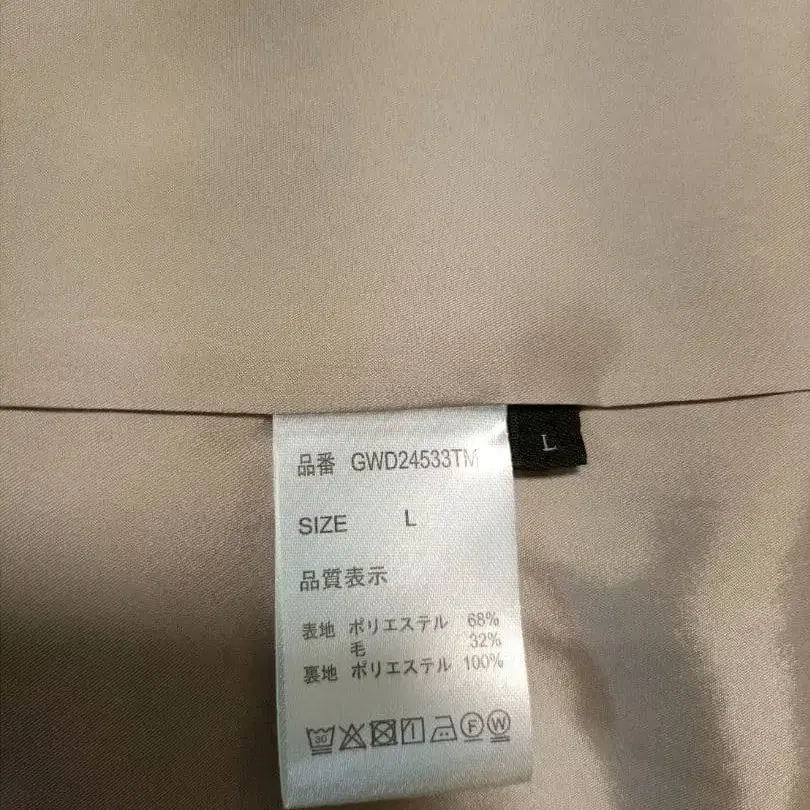 品番 GWD24533TM
L
SIZE L
品質表示
表地 ポリエステル 68%
毛 32%
裏地 ポリエステル 100%
30 F W